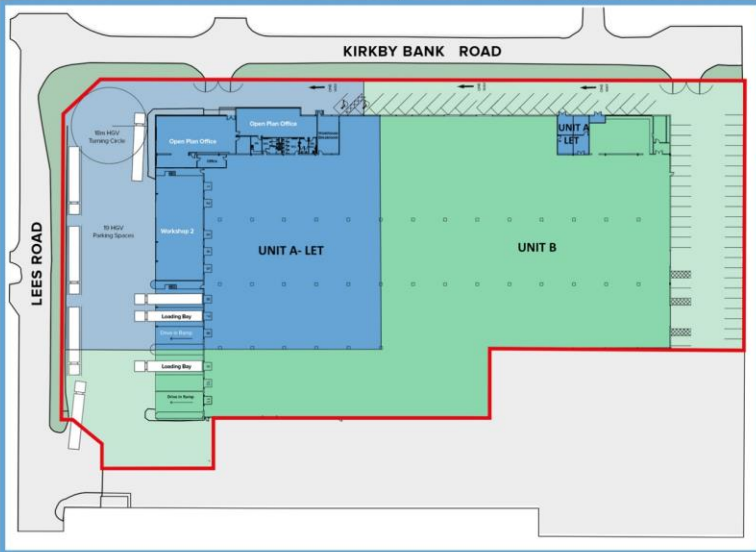 KIRKBY BANK ROAD
LEES ROAD
18m HGV
Turning Circle
Open Plan Office
Open Plan Office
UNIT A
LET
10 HGV
Parking Spaces
Workshop 2
UNIT A- LET
UNIT B
Loading Bay
Drive in Ramp
Loading Bay
Drive in Ramp